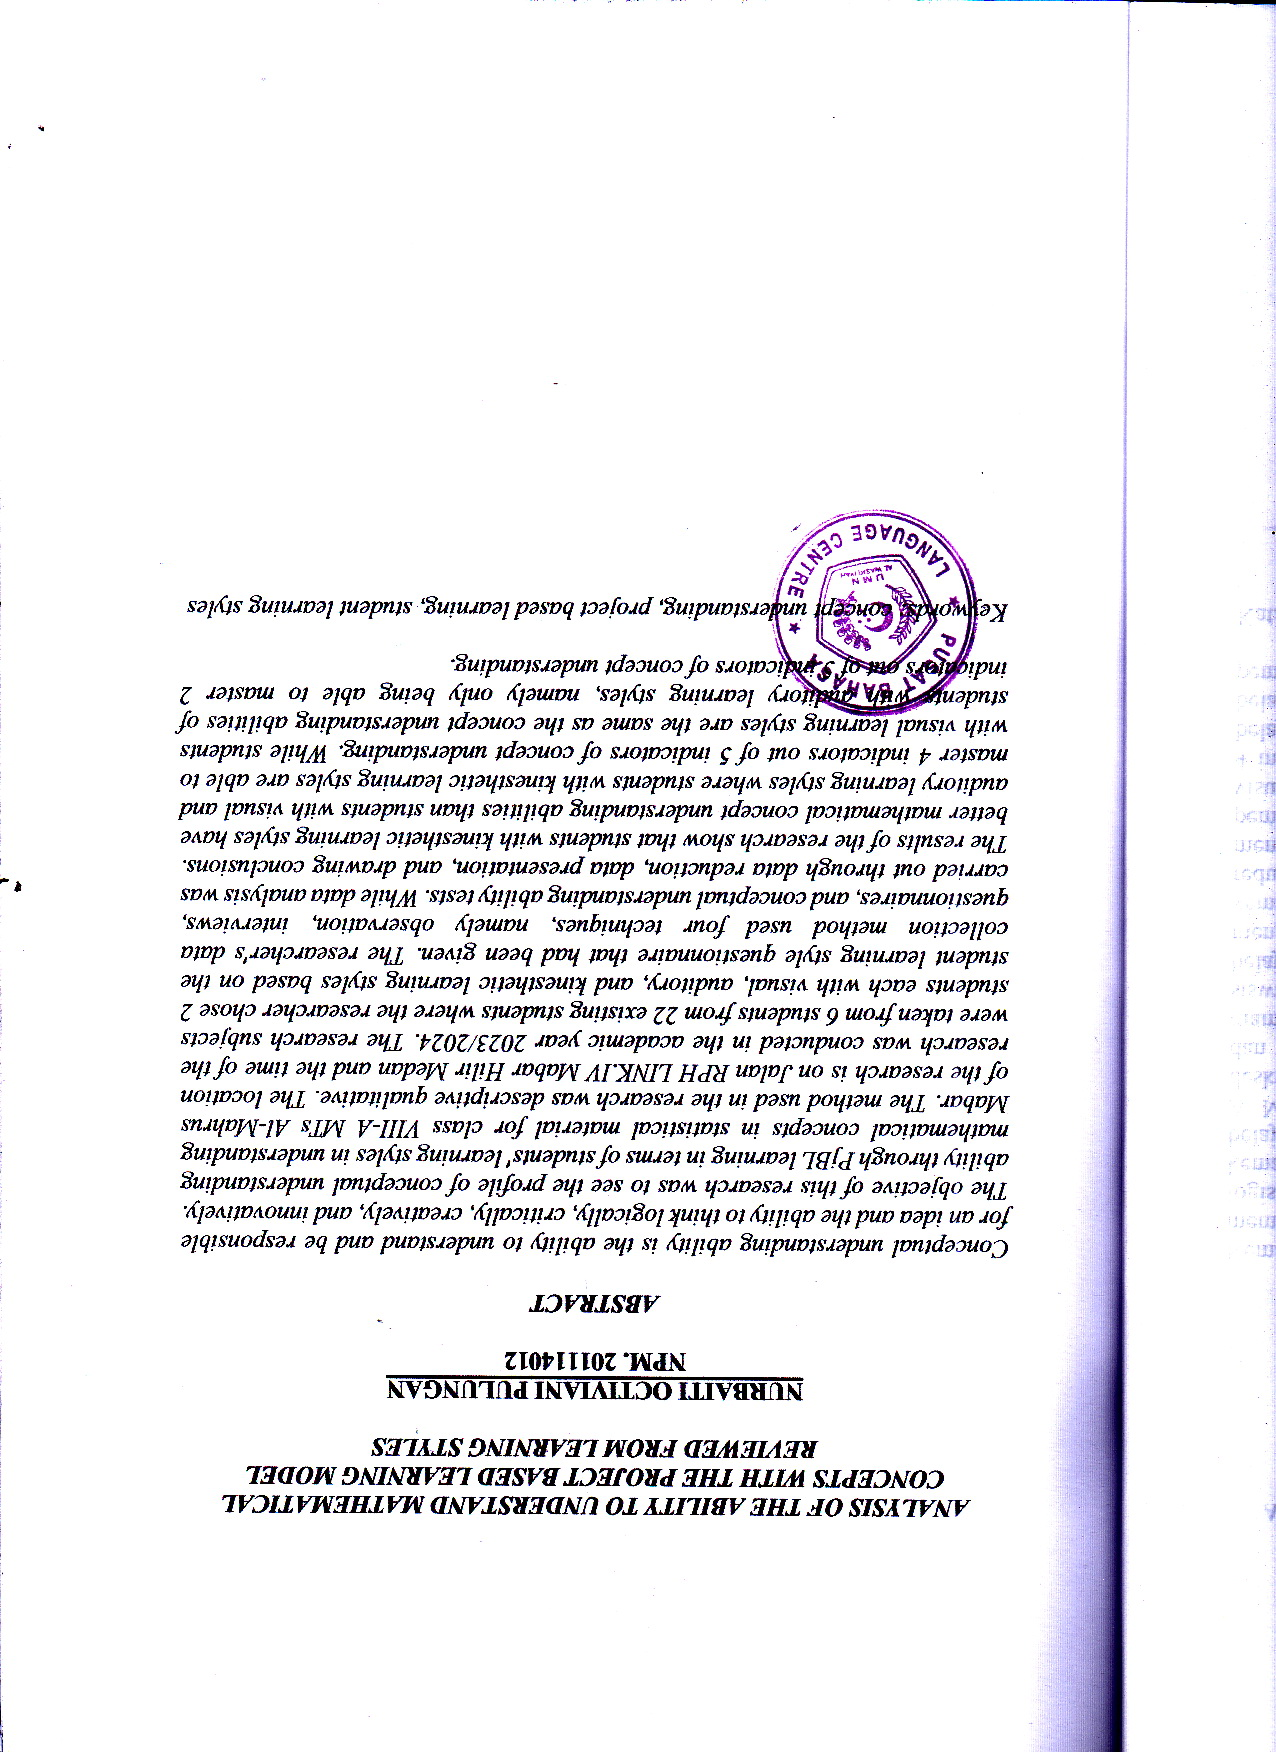 ANALYSIS OF THE ABILITY TO UNDERSTAND MATHEMATICAL
CONCEPTS WITH THE PROJECT BASED LEARNING MODEL
REVIEWED FROM LEARNING STYLES
NURBAITI OCTIVIANI PULUNGAN
NPM. 201114012
ABSTRACT
Conceptual understanding ability is the ability to understand and be responsible
for an idea and the ability to think logically, critically, creatively, and innovatively.
The objective of this research was to see the profile of conceptual understanding
ability through PjBL learning in terms of students' learning styles in understanding
mathematical concepts in statistical material for class VIII-A MTs Al-Mahrus
Mabar. The method used in the research was descriptive qualitative. The location
of the research is on Jalan RPH LINK.IV Mabar Hilir Medan and the time of the
research was conducted in the academic year 2023/2024. The research subjects
were taken from 6 students from 22 existing students where the researcher chose 2
students each with visual, auditory, and kinesthetic learning styles based on the
student learning style questionnaire that had been given. The researcher's data
collection method used four techniques, namely observation, interviews,
questionnaires, and conceptual understanding ability tests. While data analysis was
carried out through data reduction, data presentation, and drawing conclusions.
The results of the research show that students with kinesthetic learning styles have
better mathematical concept understanding abilities than students with visual and
auditory learning styles where students with kinesthetic learning styles are able to
master 4 indicators out of 5 indicators of concept understanding. While students
with visual learning styles are the same as the concept understanding abilities of
students with auditory learning styles, namely only being able to master 2
indicators out of 5 indicators of concept understanding.
Keywords: concept understanding, project based learning, student learning styles
PUSAT BAHASA
UMN
AL WASHLIYAH
LANGUAGE CENTRE